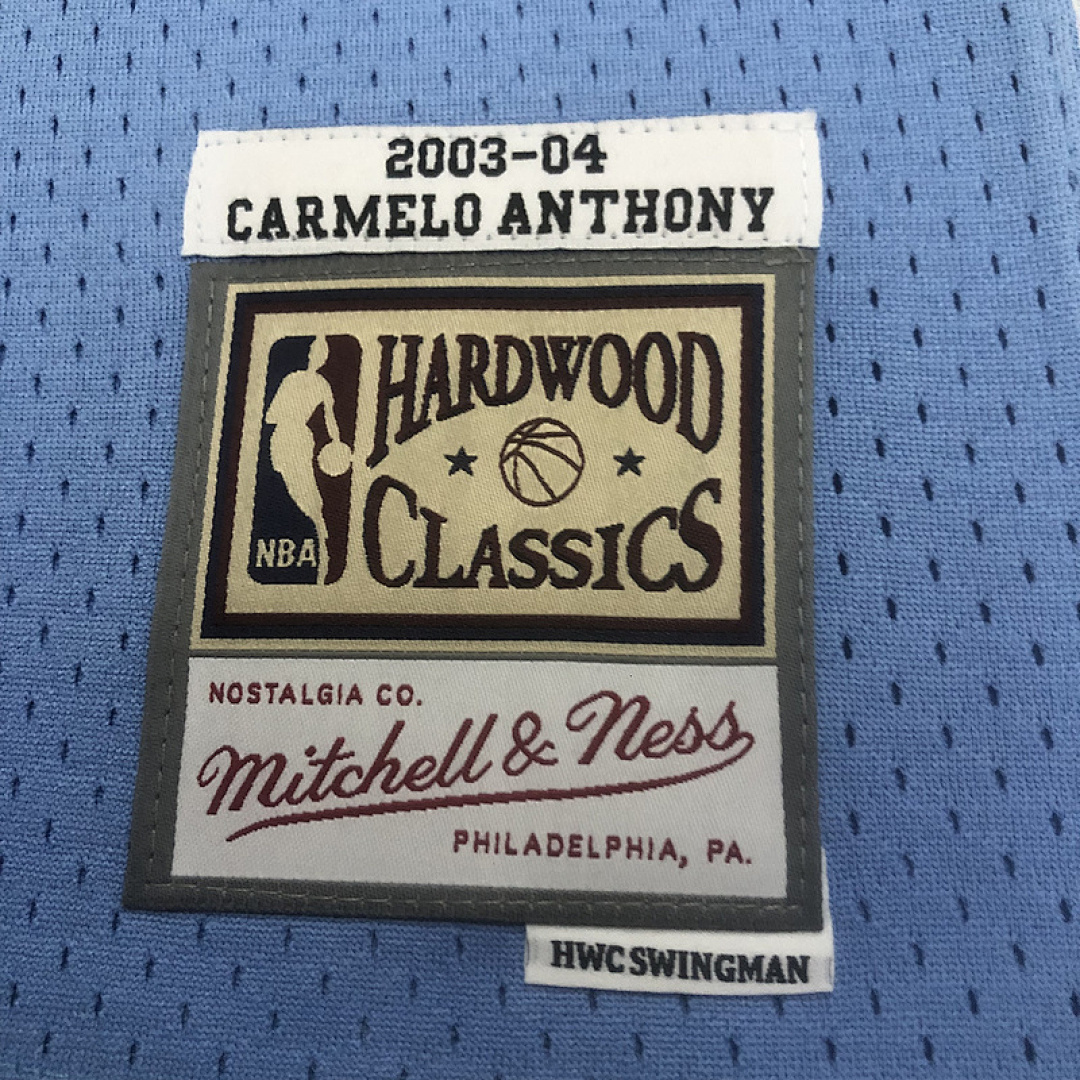 2003-04
CARMELO ANTHONY
HARDWOOD
CLASSICS
NBA
NOSTALGIA CO.
Mitchell & Ness
PHILADELPHIA, PA.
HWC SWINGMAN